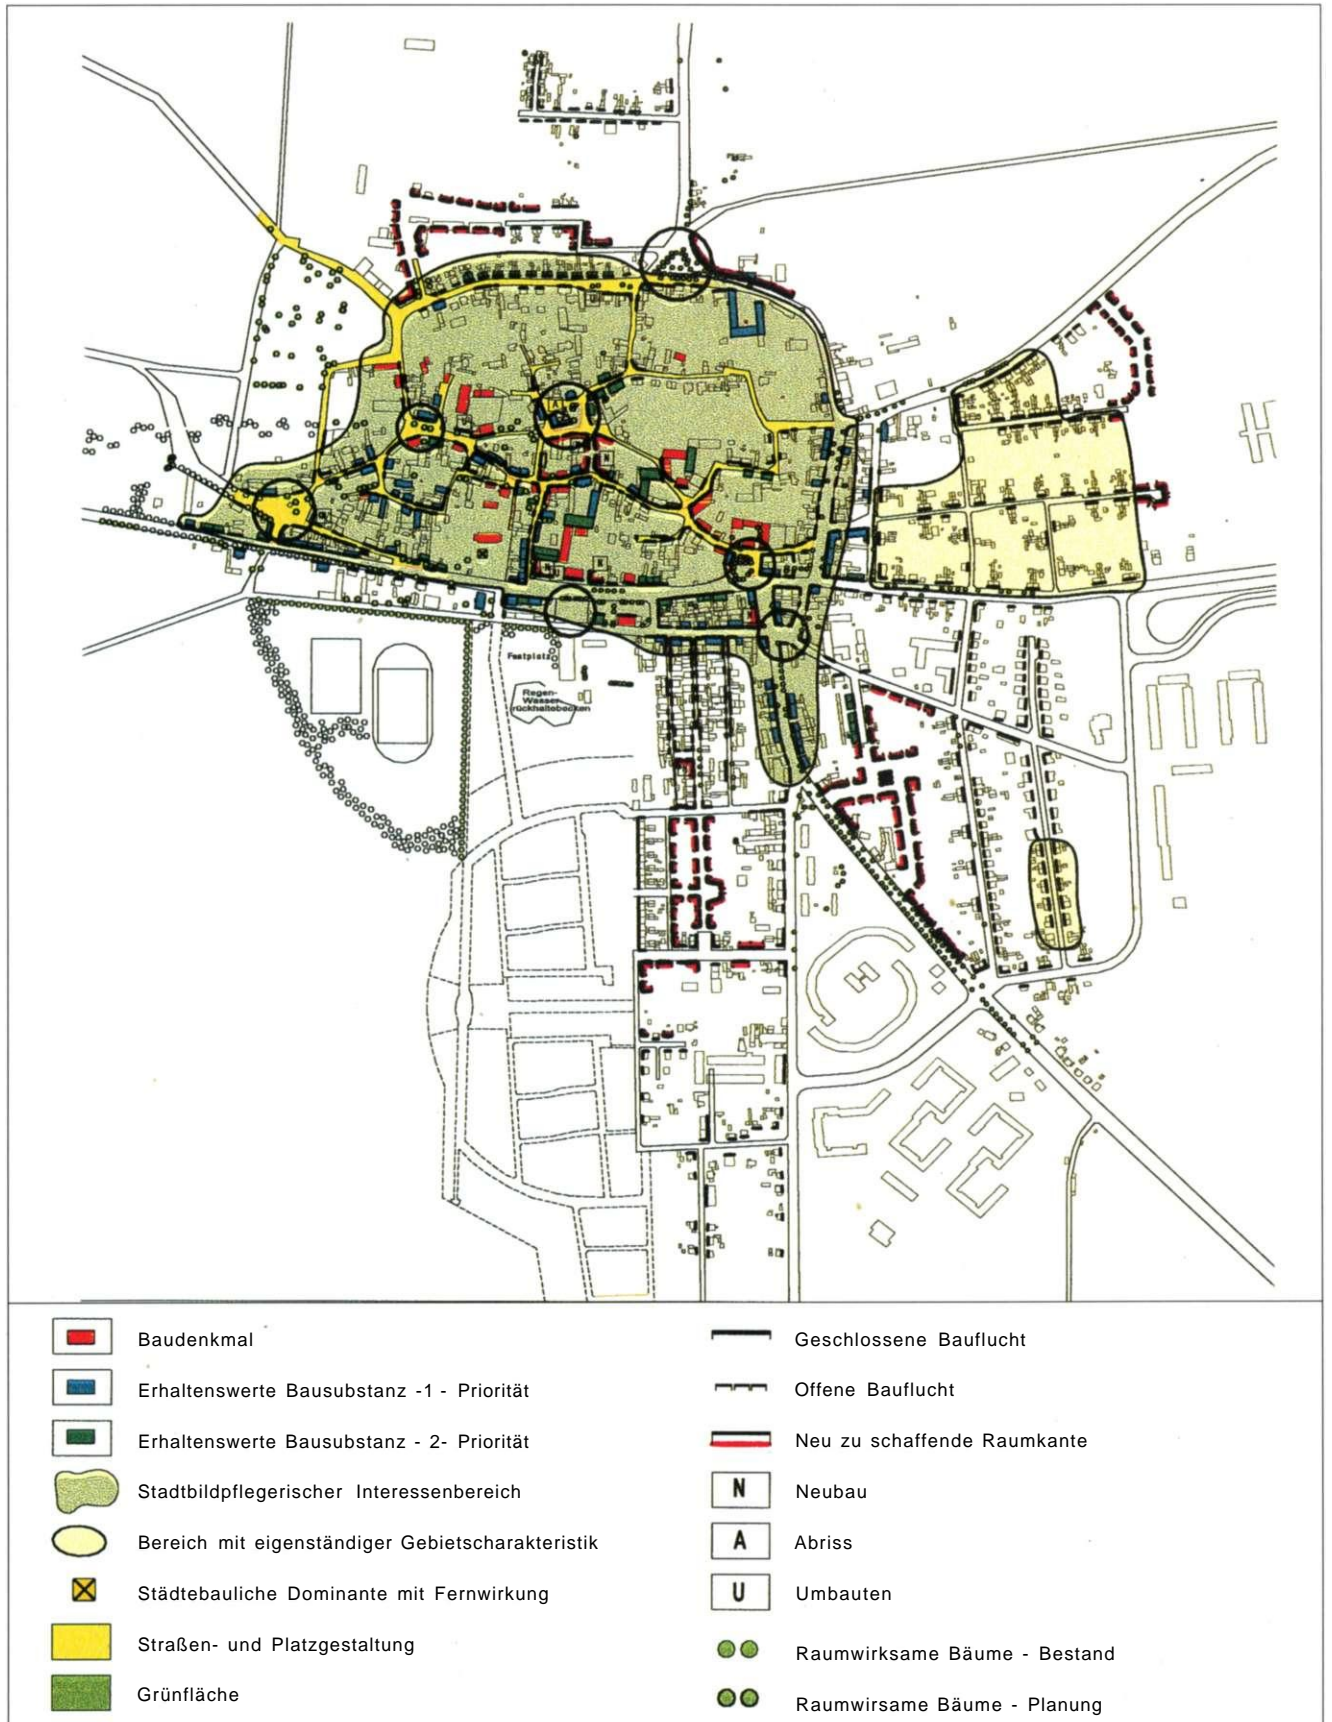 Festplatz
Regen-
Wasser-
rückhaltebecken
N
N
N
A
U
Baudenkmal
Erhaltenswerte Bausubstanz -1 - Priorität
Erhaltenswerte Bausubstanz - 2- Priorität
Stadtbildpflegerischer Interessenbereich
Bereich mit eigenständiger Gebietscharakteristik
Städtebauliche Dominante mit Fernwirkung
Straßen- und Platzgestaltung
Grünfläche
Geschlossene Bauflucht
Offene Bauflucht
Neu zu schaffende Raumkante
N Neubau
A Abriss
U Umbauten
Raumwirksame Bäume - Bestand
Raumwirsame Bäume - Planung